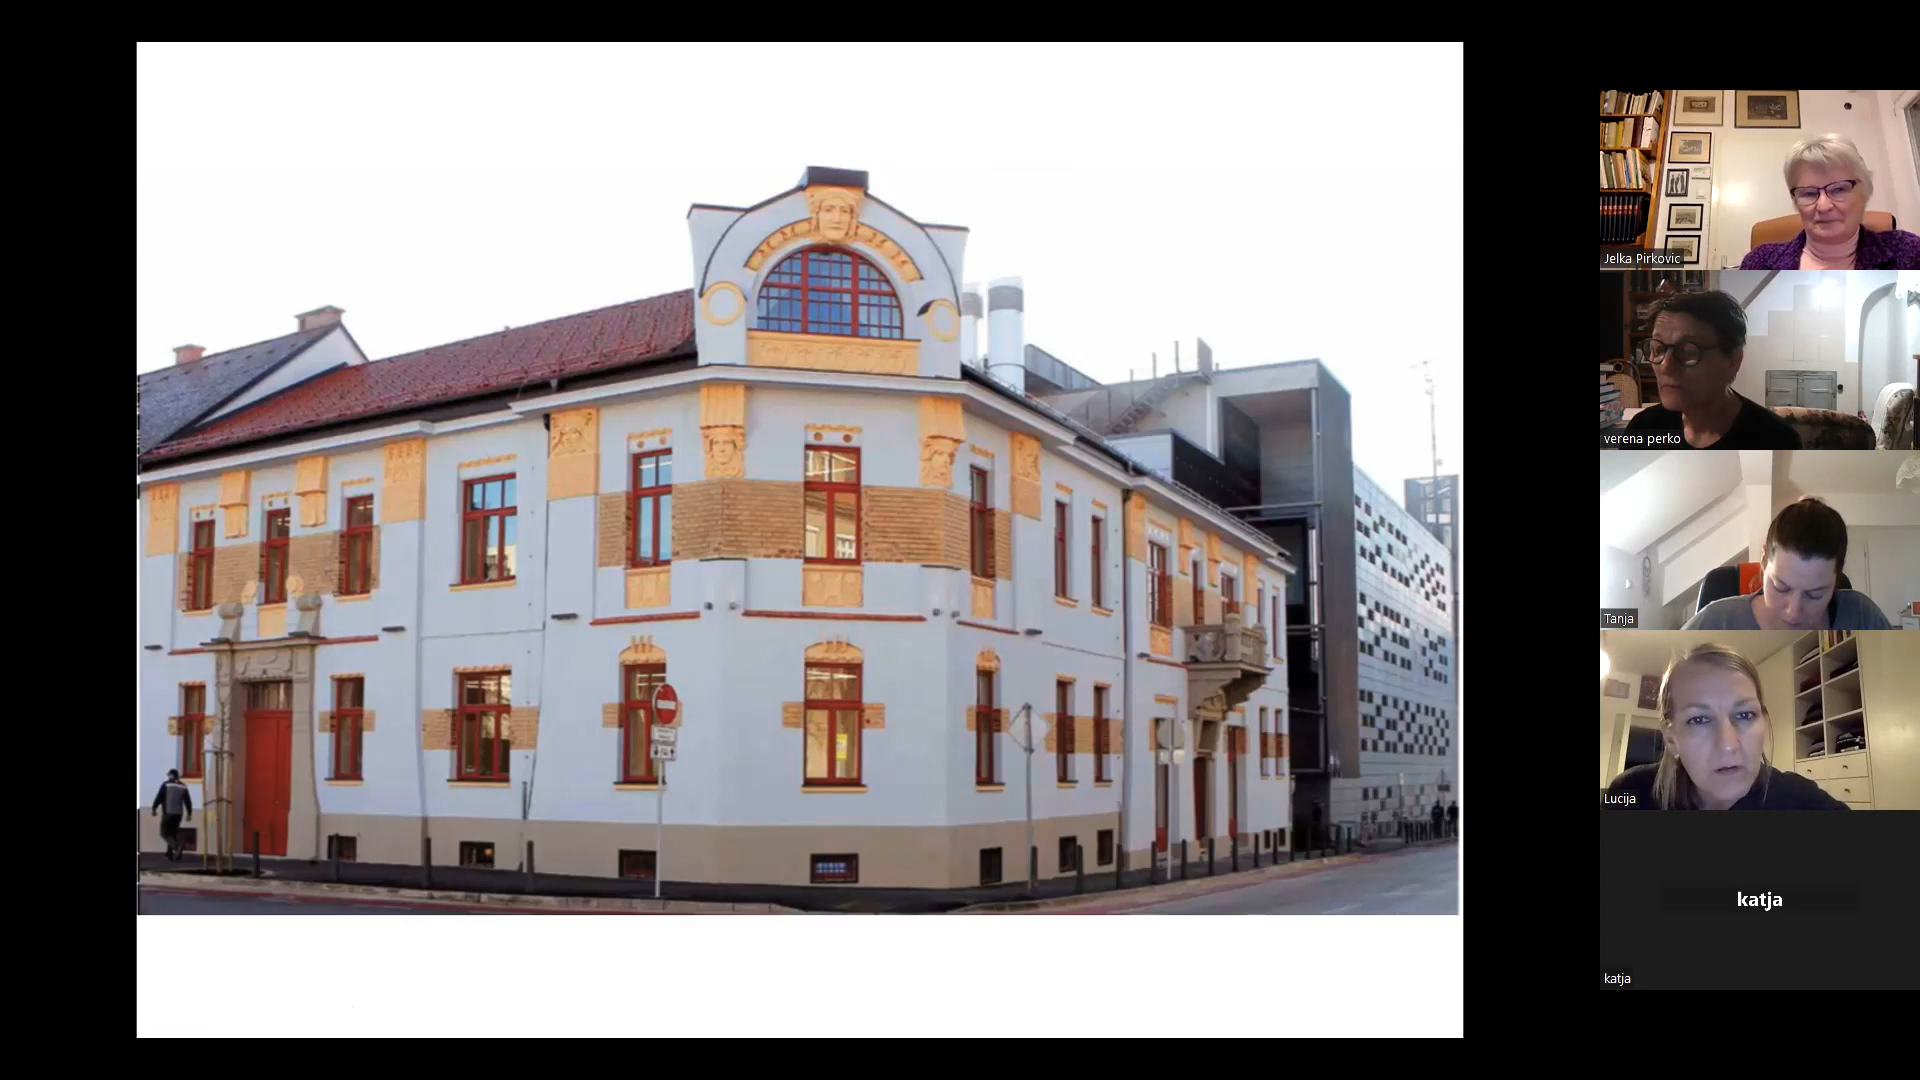 Jelka Pirkovic
verena perko
Tanja
Lucija
katja
katja